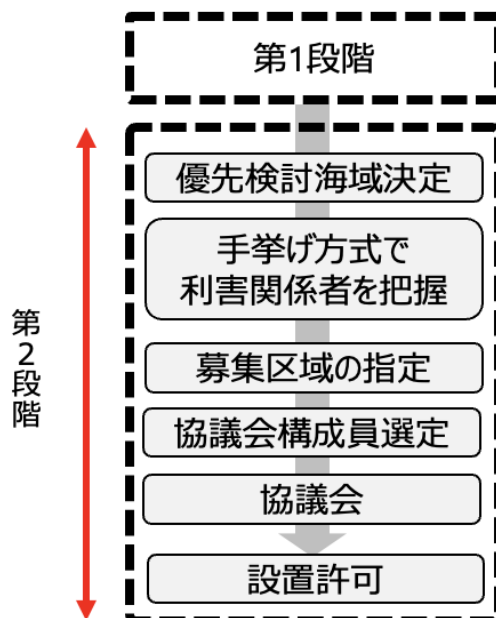 第1段階
第2段階
優先検討海域決定
手挙げ方式で
利害関係者を把握
募集区域の指定
協議会構成員選定
協議会
設置許可